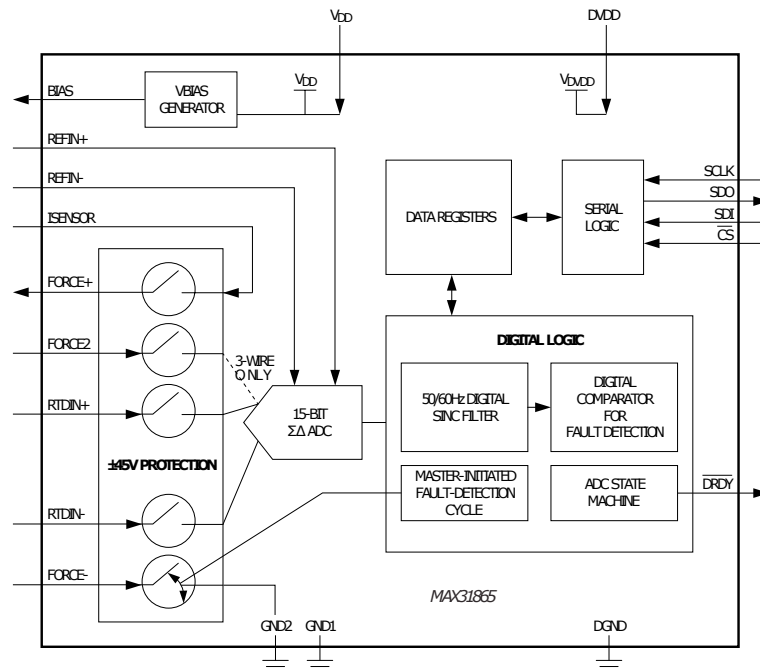 VDD
DVDD
BIAS
VBIAS
GENERATOR
VDD
VDVDD
REFIN+
REFIN-
ISENSOR
SCLK
SDO
SDI
CS
DATA REGISTERS
SERIAL
LOGIC
FORCE+
FORCE2
3-WIRE
ONLY
DIGITAL LOGIC
RTDIN+
15-BIT
ΣΔ ADC
50/60Hz DIGITAL
SINC FILTER
DIGITAL
COMPARATOR
FOR
FAULT DETECTION
±45V PROTECTION
MASTER-INITIATED
FAULT-DETECTION
CYCLE
ADC STATE
MACHINE
DRDY
RTDIN-
FORCE-
MAX31865
GND2
GND1
DGND